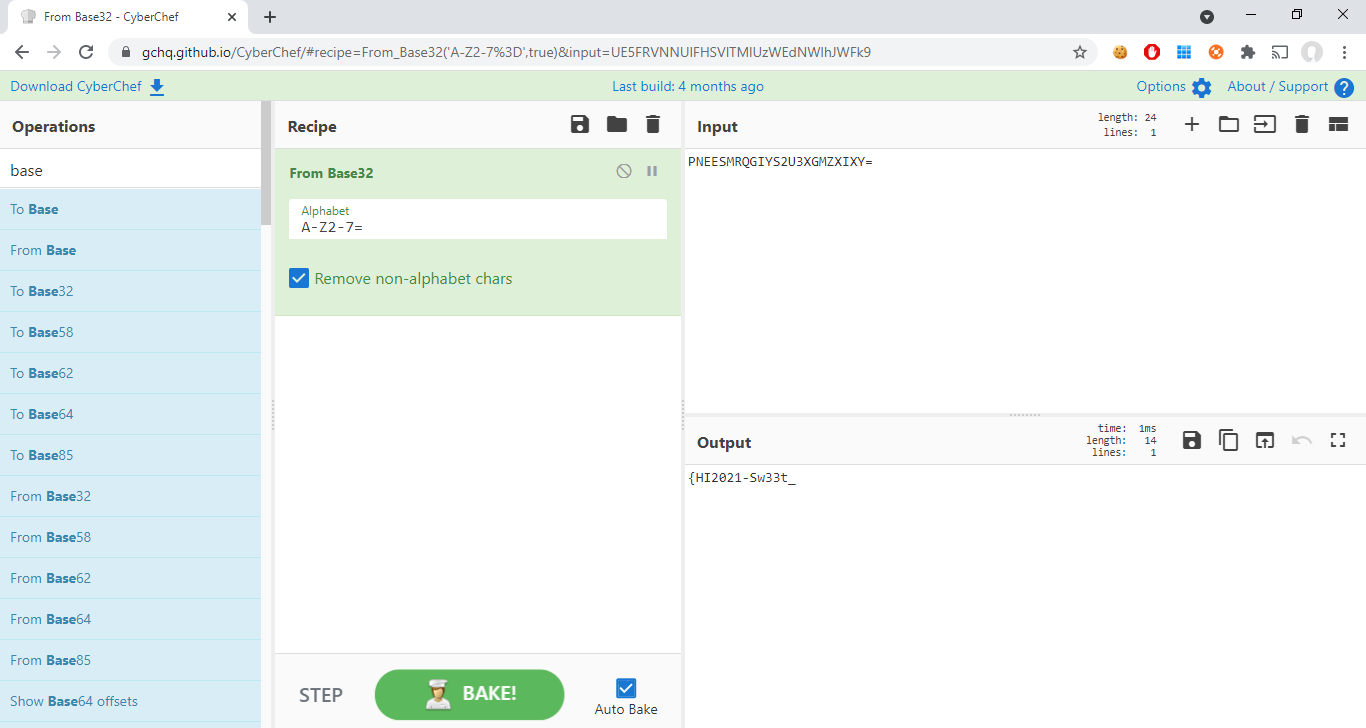 From Base32 - CyberChef
gchq.github.io/CyberChef/#recipe=From_Base32('A-Z2-7%3D',true)&input=UE5FRVNNUlFHSVlTMlUzWEdNWlhJWFk9
Download CyberChef
Last build: 4 months ago
Options
About / Support
Operations
base
To Base
From Base
To Base32
To Base58
To Base62
To Base64
To Base85
From Base32
From Base58
From Base62
From Base64
From Base85
Show Base64 offsets
Recipe
From Base32
Alphabet
A-Z2-7=
Remove non-alphabet chars
STEP
BAKE!
Auto Bake
Input
length: 24
lines: 1
PNEESMRQGIYS2U3XGMZXIXY=
Output
time: 1ms
length: 14
lines: 1
{HI2021-Sw33t_